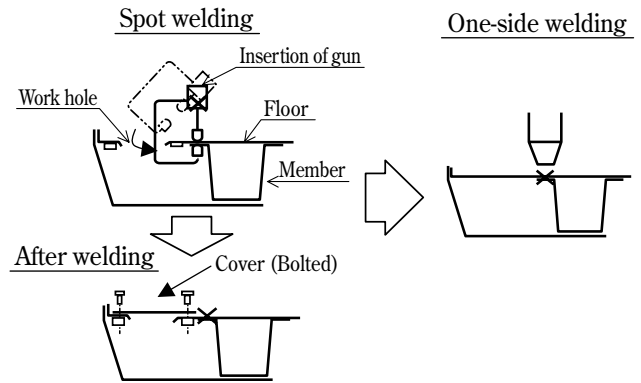 Spot welding
One-side welding
Insertion of gun
Work hole
Floor
Member
After welding
Cover (Bolted)